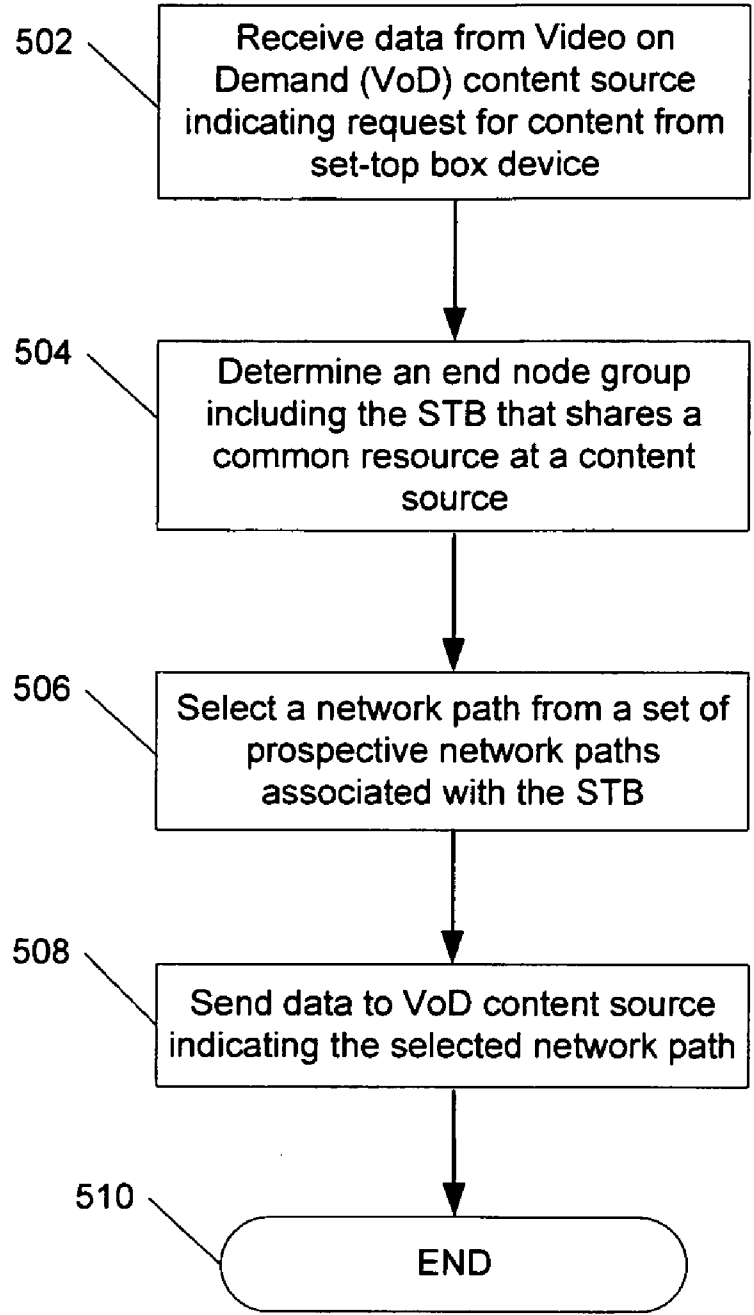 502
Receive data from Video on
Demand (VoD) content source
indicating request for content from
set-top box device
504
Determine an end node group
including the STB that shares a
common resource at a content
source
506
Select a network path from a set of
prospective network paths
associated with the STB
508
Send data to VoD content source
indicating the selected network path
510
END